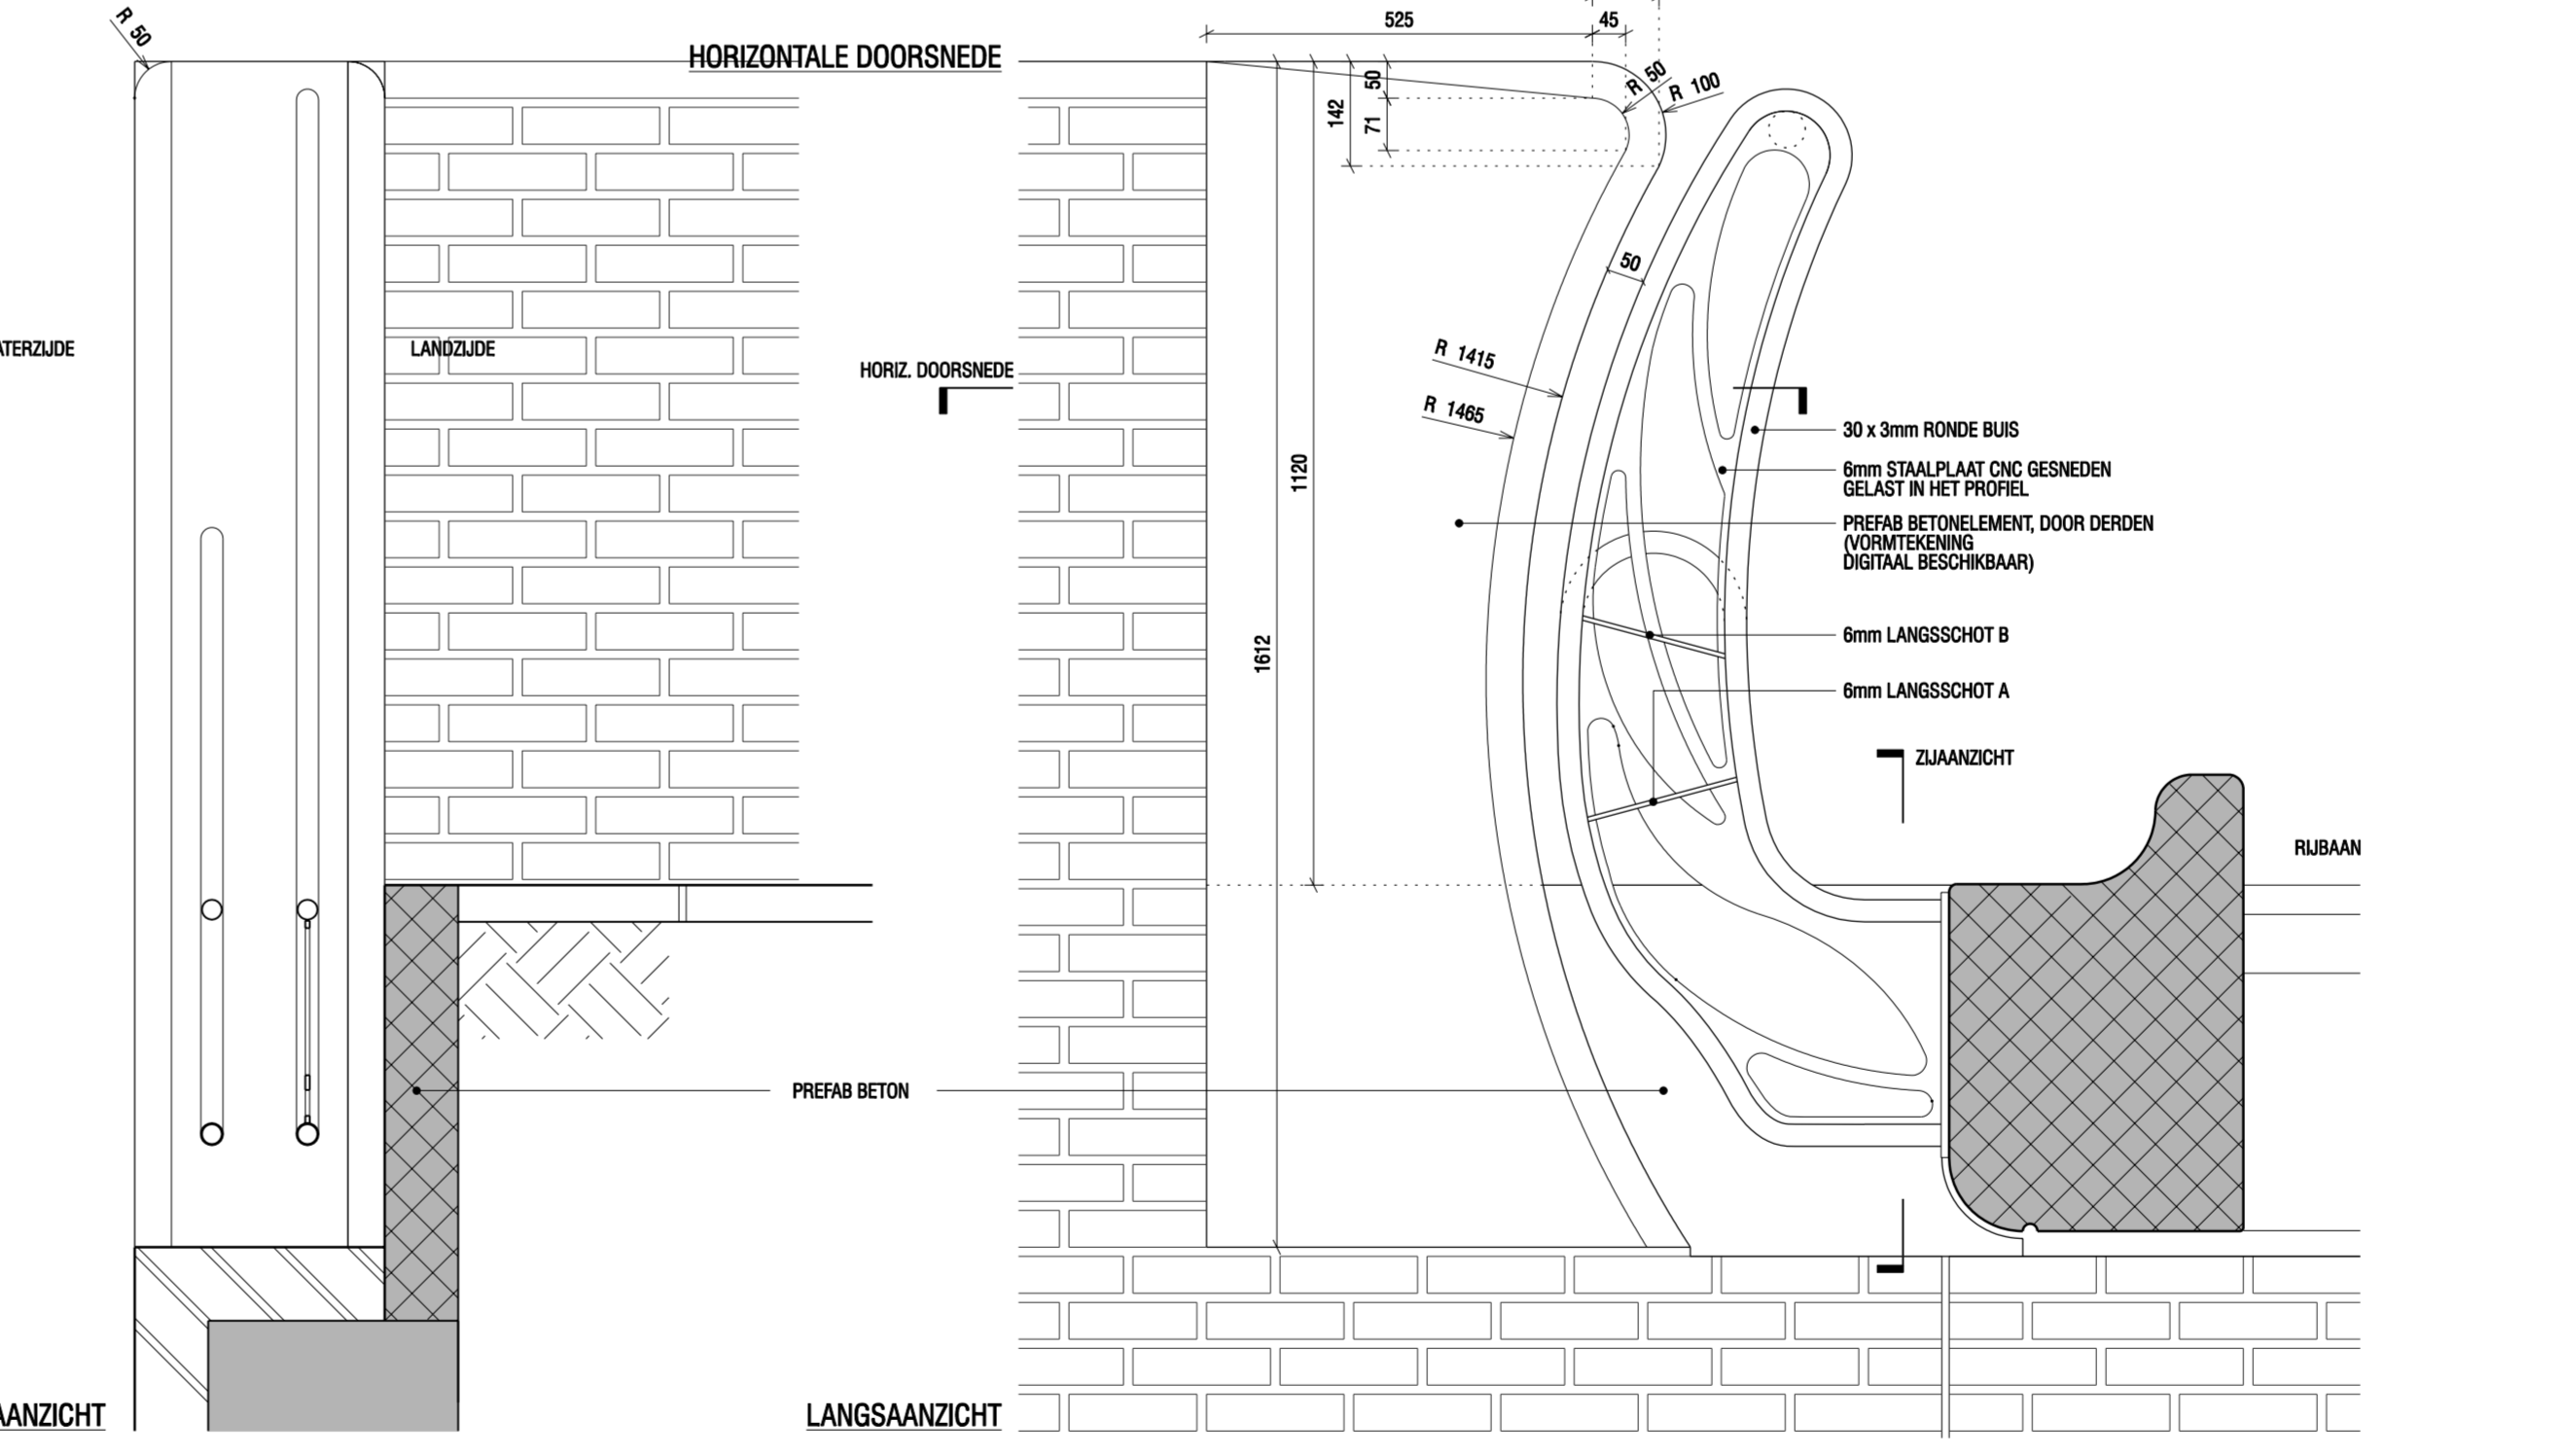 R 50
HORIZONTALE DOORSNEDE
525
45
50
142
71
R 50
R 100
50
ATERZIJDE
LANDZIJDE
HORIZ. DOORSNEDE
R 1415
R 1465
1120
1612
30 x 3mm RONDE BUIS
6mm STAALPLAAT CNC GESNEDEN
GELAST IN HET PROFIEL
PREFAB BETONELEMENT, DOOR DERDEN
(VORMTEKENING
DIGITAAL BESCHIKBAAR)
6mm LANGSSCHOT B
6mm LANGSSCHOT A
ZIJAANZICHT
RIJBAAN
PREFAB BETON
AANZICHT
LANGSAANZICHT